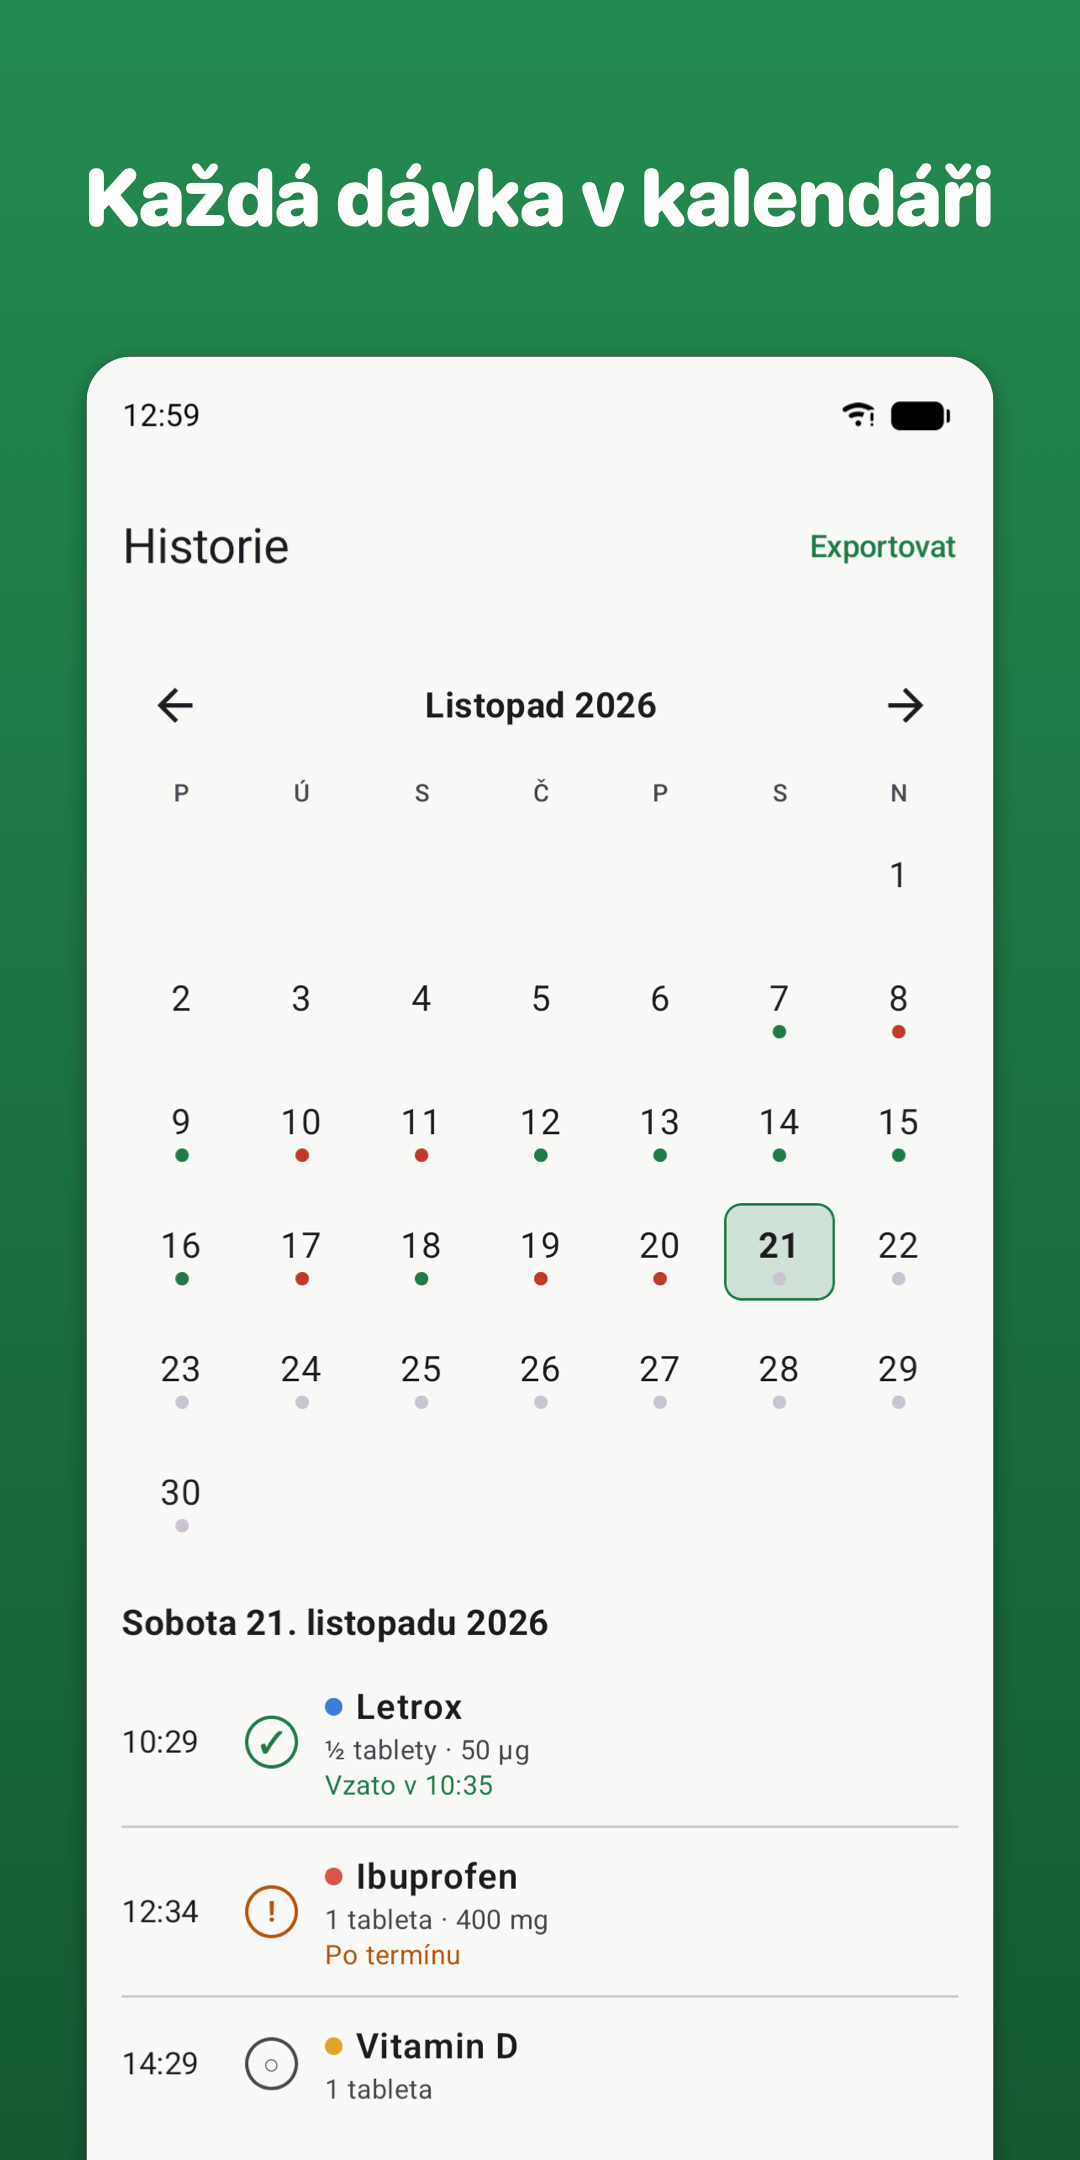 Každá dávka v kalendáři
12:59
Historie Exportovat
← Listopad 2026 →
P Ú S Č P S N
1
2 3 4 5 6 7 8
9 10 11 12 13 14 15
16 17 18 19 20 21 22
23 24 25 26 27 28 29
30
Sobota 21. listopadu 2026
Letrox
10:29 ✓ ½ tablety · 50 µg
Vzato v 10:35
Ibuprofen
12:34 ! 1 tableta · 400 mg
Po termínu
Vitamin D
14:29 ○ 1 tableta